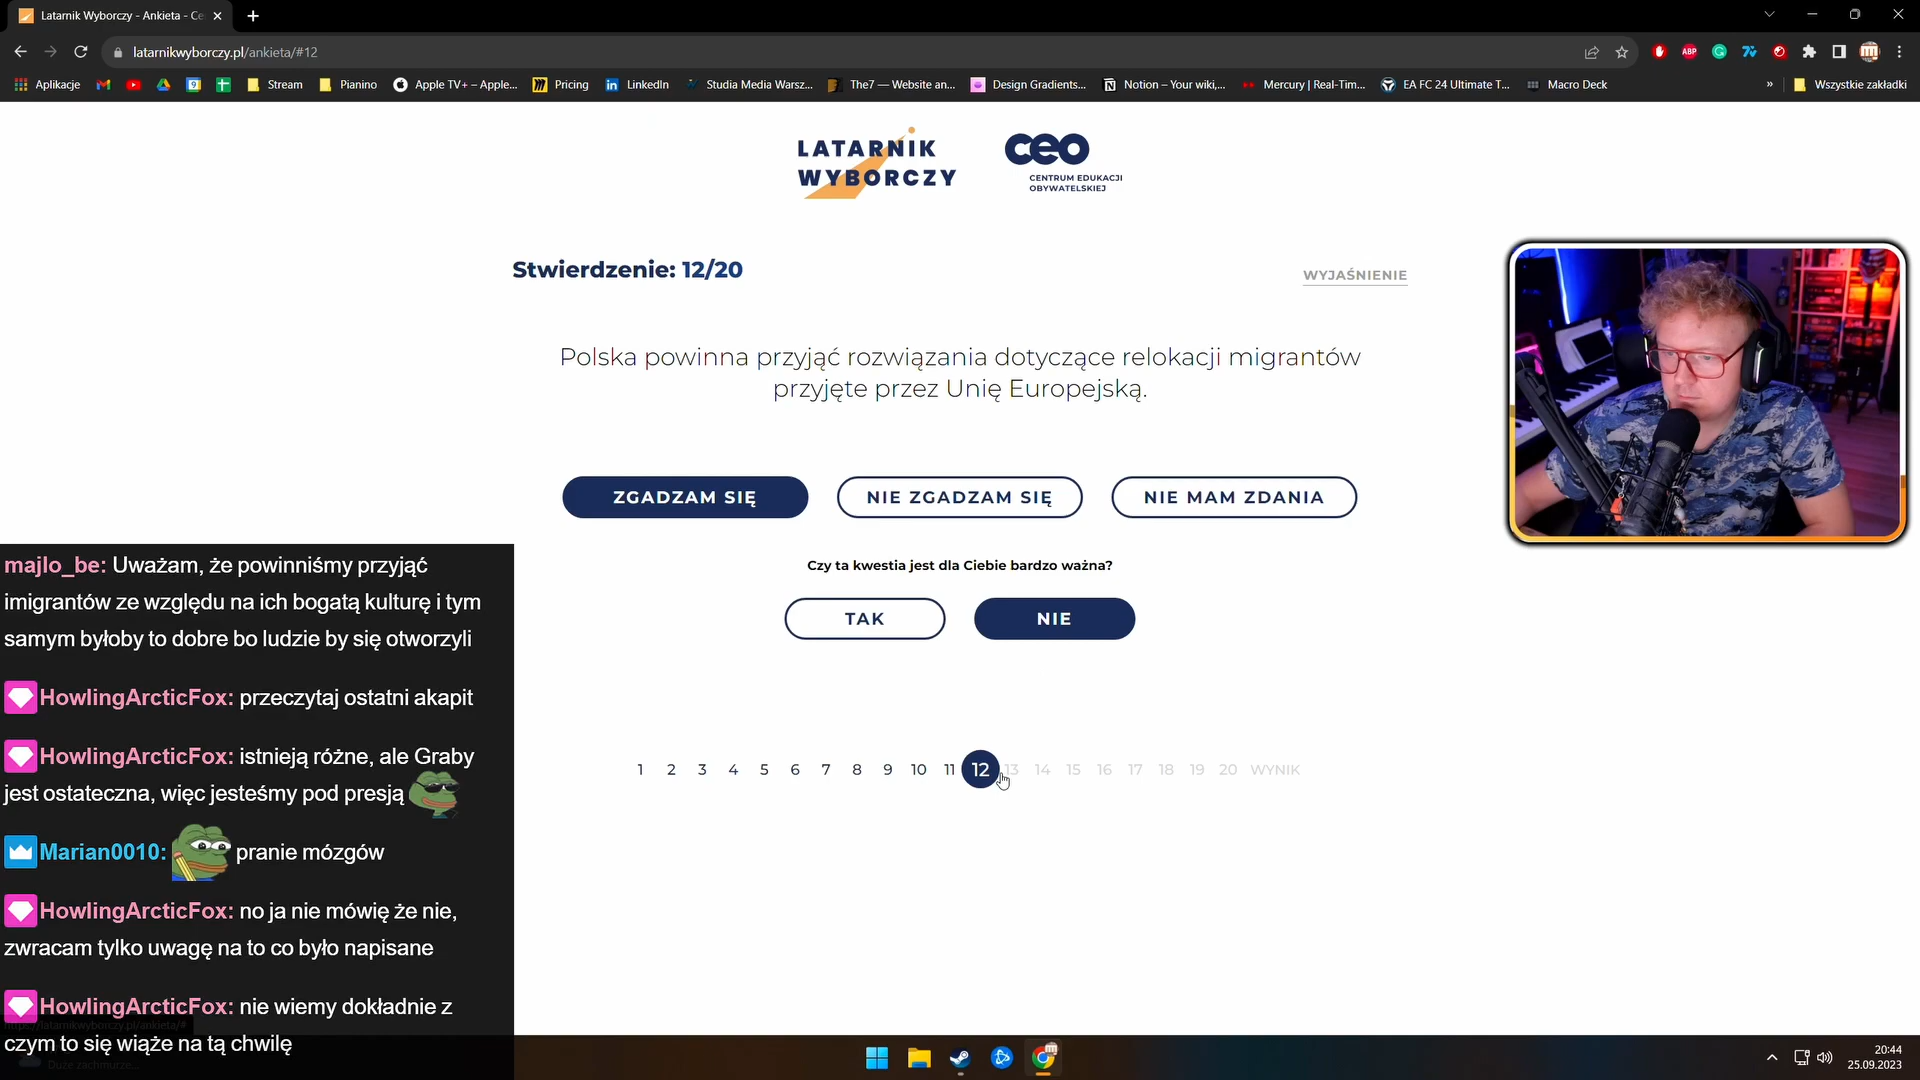 Latarnik Wyborczy - Ankieta - Ce
latarnikwyborczy.pl/ankieta/#12
Aplikacje
Stream
Pianino
Apple TV+ – Apple...
Pricing
LinkedIn
Studia Media Warsz...
The7 — Website an...
Design Gradients...
Notion – Your wiki,...
Mercury | Real-Tim...
EA FC 24 Ultimate T...
Macro Deck
»
Wszystkie zakładki
LATARNIK
WYBORCZY
ceo
CENTRUM EDUKACJI
OBYWATELSKIEJ
Stwierdzenie: 12/20
WYJAŚNIENIE
Polska powinna przyjąć rozwiązania dotyczące relokacji migrantów
przyjęte przez Unię Europejską.
ZGADZAM SIĘ
NIE ZGADZAM SIĘ
NIE MAM ZDANIA
Czy ta kwestia jest dla Ciebie bardzo ważna?
TAK
NIE
1 2 3 4 5 6 7 8 9 10 11 12 13 14 15 16 17 18 19 20 WYNIK
majlo_be: Uważam, że powinniśmy przyjąć
imigrantów ze względu na ich bogatą kulturę i tym
samym byłoby to dobre bo ludzie by się otworzyli
HowlingArcticFox: przeczytaj ostatni akapit
HowlingArcticFox: istnieją różne, ale Graby
jest ostateczna, więc jesteśmy pod presją
Marian0010: pranie mózgów
HowlingArcticFox: no ja nie mówię że nie,
zwracam tylko uwagę na to co było napisane
HowlingArcticFox: nie wiemy dokładnie z
https://latarnikwyborczy.pl/ankieta/#
czym to się wiąże na tą chwilę
Duże zachmurze...
20:44
25.09.2023